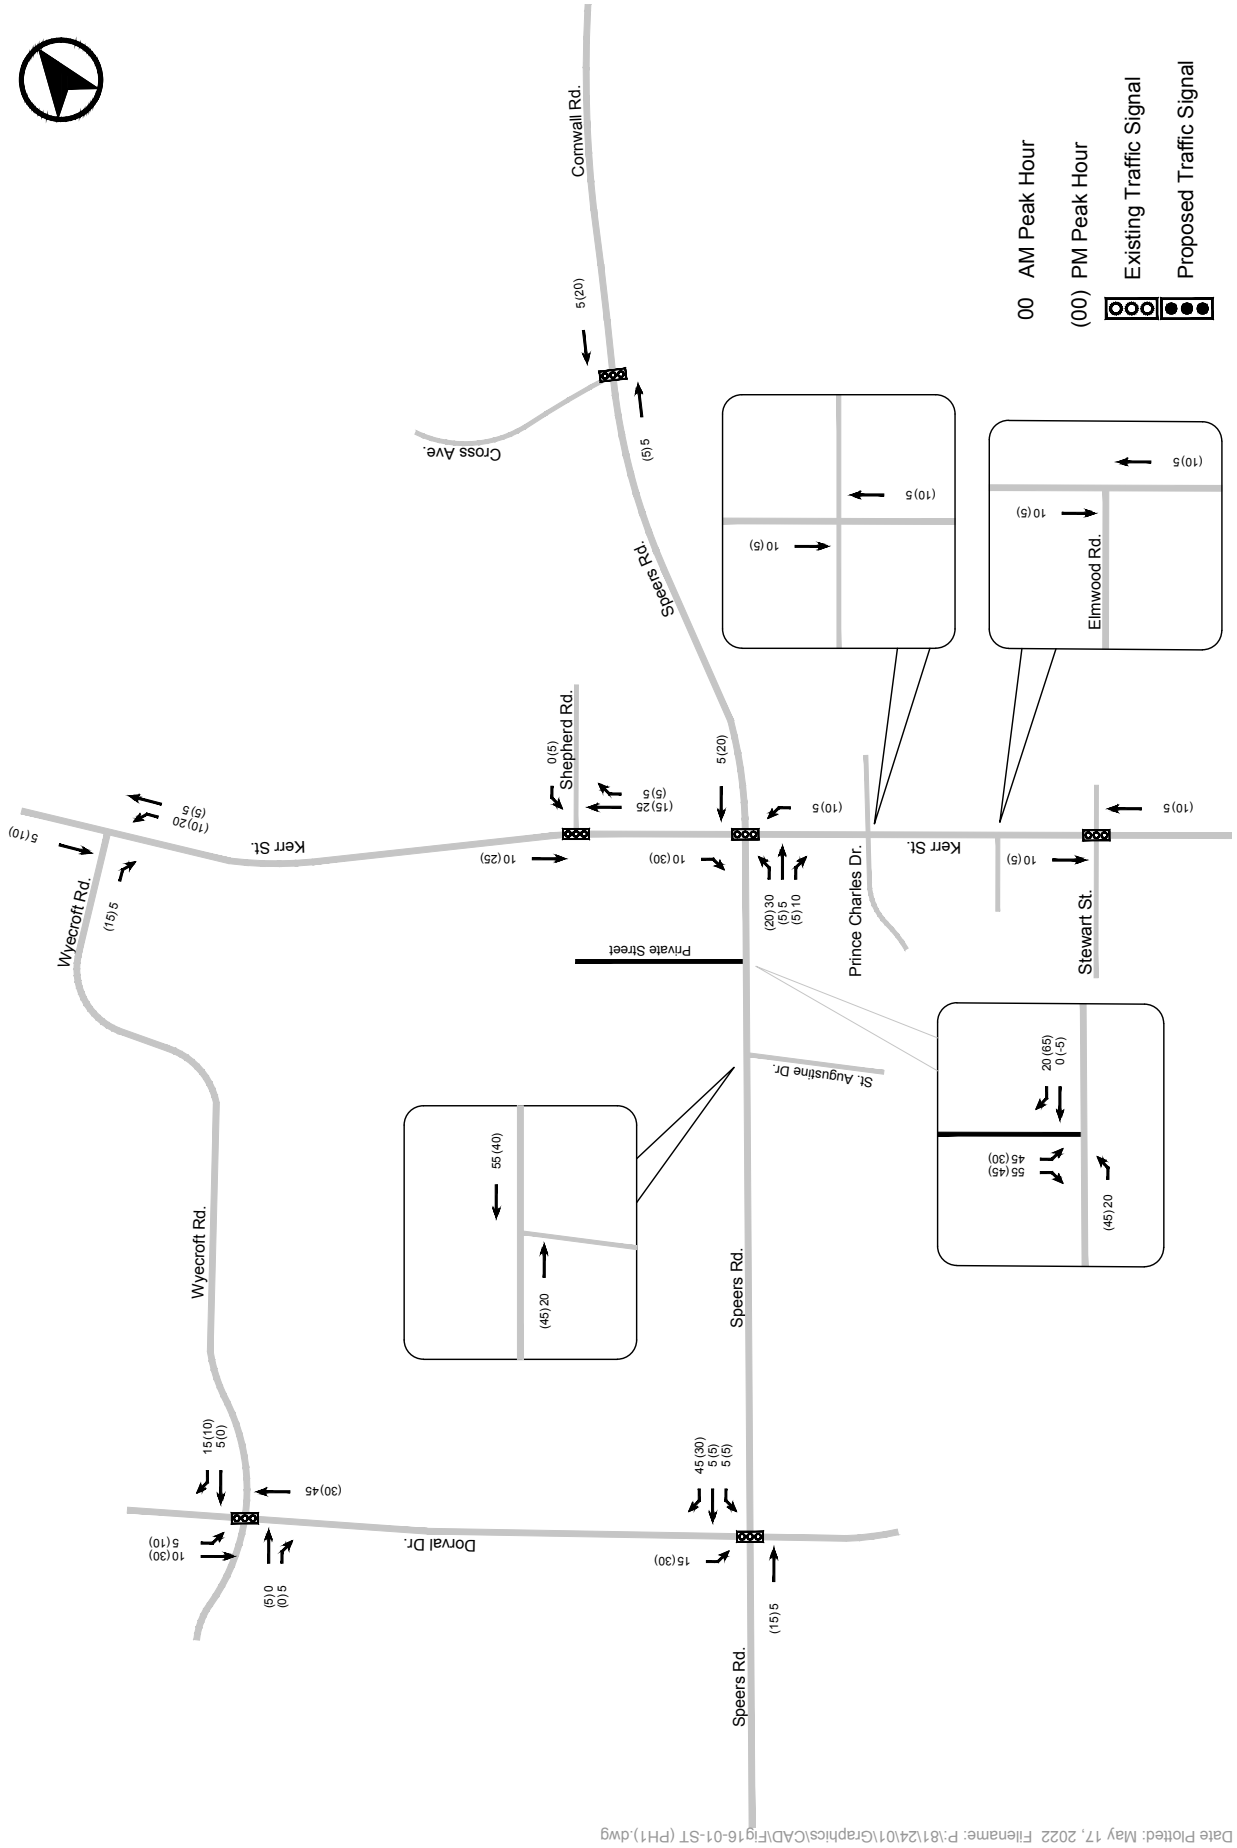 Cornwall Rd.
00 AM Peak Hour
(00) PM Peak Hour
Existing Traffic Signal
Proposed Traffic Signal
5(20)
Cross Ave.
(5)5
Speers Rd.
(10)5
10(5)
(10)5
10(5)
Elmwood Rd.
Shepherd Rd.
0(5)
(5)5
(15)25
5(20)
(10)5
(10)5
(5)5
(10)20
5(10)
Kerr St.
10(25)
10(30)
(20)30
(5)5
(5)10
Prince Charles Dr.
Kerr St.
10(5)
Stewart St.
Wyecroft Rd.
(15)5
Private Street
St. Augustine Dr.
20(65)
0(-5)
45(30)
55(45)
(45)20
55(40)
(45)20
Wyecroft Rd.
Speers Rd.
15(10)
5(0)
(30)45
5(10)
10(30)
(5)0
(0)5
Dorval Dr.
45(30)
5(5)
5(5)
15(30)
(15)5
Speers Rd.
Date Plotted: May 17, 2022 Filename: P:\81\24\01\Graphics\CAD\Fig16-01-ST (PH1).dwg